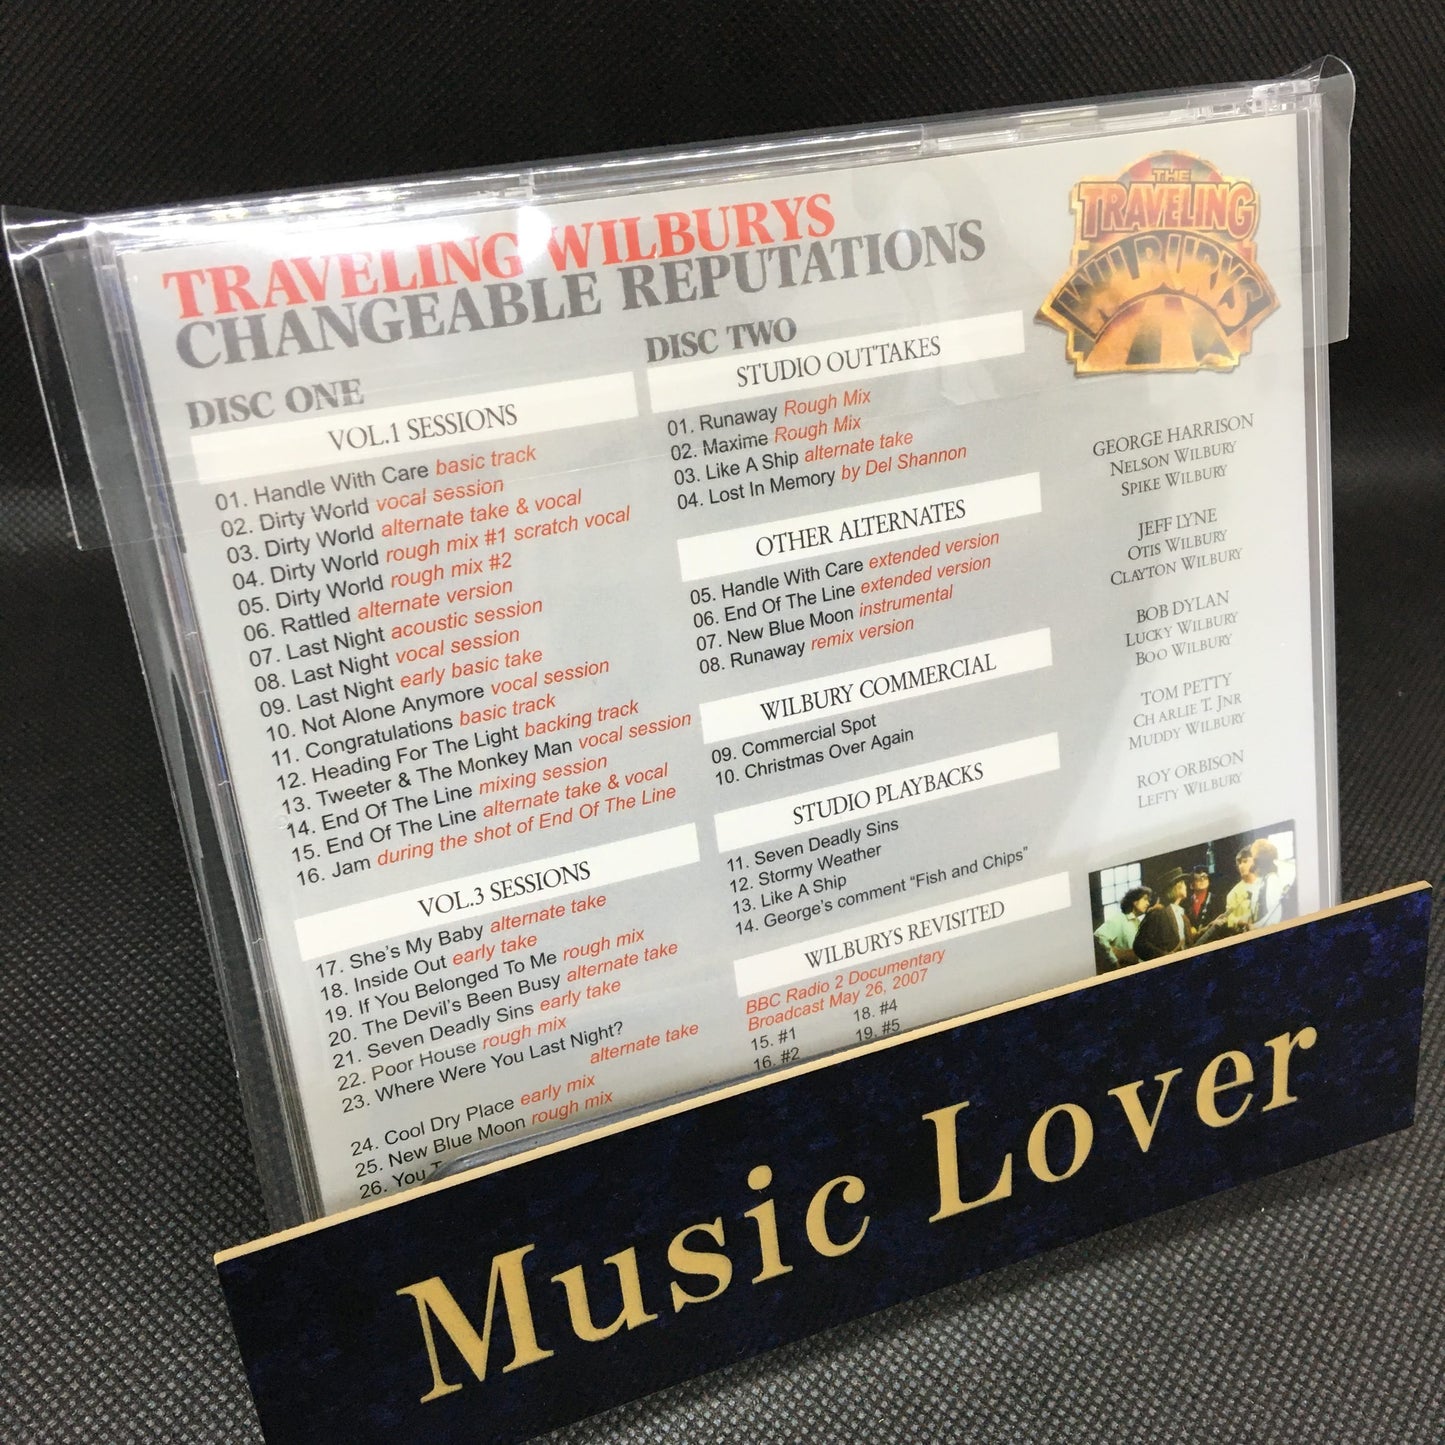 TRAVELING WILBURYS
CHANGEABLE REPUTATIONS
DISC ONE
VOL.1 SESSIONS
01. Handle With Care basic track
02. Dirty World vocal session
03. Dirty World alternate take & vocal
04. Dirty World rough mix #1 scratch vocal
05. Dirty World rough mix #2
06. Rattled alternate version
07. Last Night acoustic session
08. Last Night vocal session
09. Last Night early basic take
10. Not Alone Anymore vocal session
11. Congratulations basic track
12. Heading For The Light backing track
13. Tweeter & The Monkey Man vocal session
14. End Of The Line mixing session
15. End Of The Line alternate take & vocal
16. Jam during the shot of End Of The Line
VOL.3 SESSIONS
17. She's My Baby alternate take
18. Inside Out early take
19. If You Belonged To Me rough mix
20. The Devil's Been Busy alternate take
21. Seven Deadly Sins early take
22. Poor House rough mix
23. Where Were You Last Night?
alternate take
24. Cool Dry Place early mix
25. New Blue Moon rough mix
26. You
DISC TWO
STUDIO OUTTAKES
01. Runaway Rough Mix
02. Maxime Rough Mix
03. Like A Ship alternate take
04. Lost In Memory by Del Shannon
OTHER ALTERNATES
05. Handle With Care extended version
06. End Of The Line extended version
07. New Blue Moon instrumental
08. Runaway remix version
WILBURY COMMERCIAL
09. Commercial Spot
10. Christmas Over Again
STUDIO PLAYBACKS
11. Seven Deadly Sins
12. Stormy Weather
13. Like A Ship
14. George's comment "Fish and Chips"
WILBURYS REVISITED
BBC Radio 2 Documentary
Broadcast May 26, 2007
15. #1
16. #2
18. #4
19. #5
THE
TRAVELING
WILBURYS
GEORGE HARRISON
NELSON WILBURY
SPIKE WILBURY
JEFF LYNE
OTIS WILBURY
CLAYTON WILBURY
BOB DYLAN
LUCKY WILBURY
BOO WILBURY
TOM PETTY
CHARLIE T. JNR
MUDDY WILBURY
ROY ORBISON
LEFTY WILBURY
Music Lover